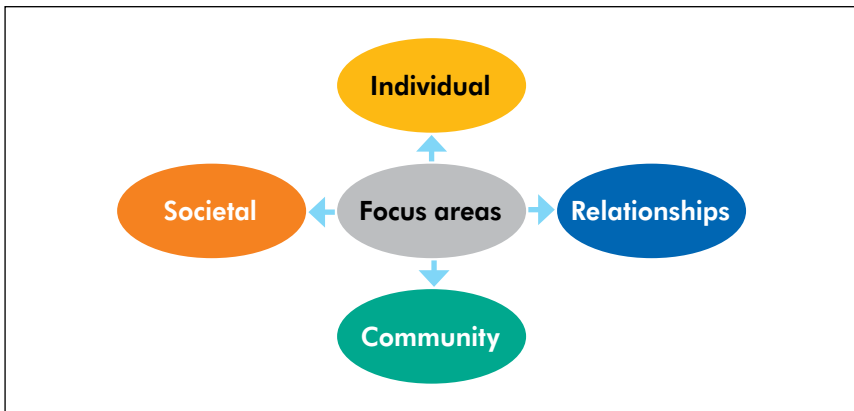 Individual
Societal
Focus areas
Relationships
Community